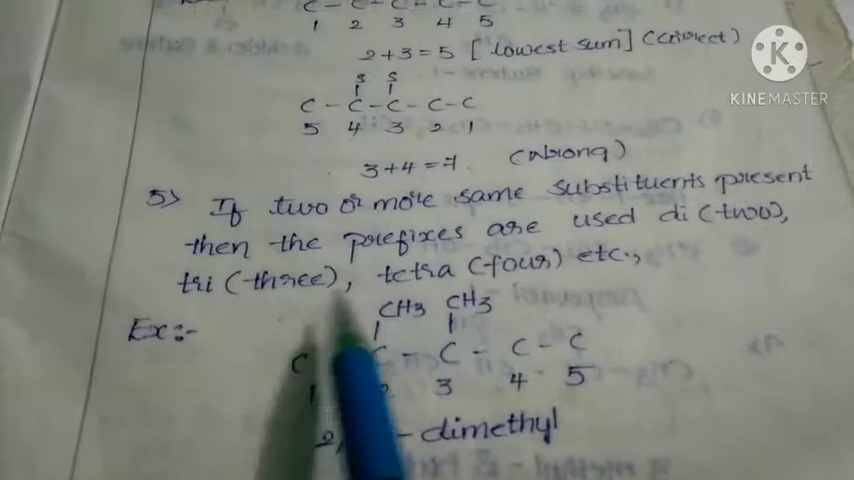 C - C - C - C - C
1 2 3 4 5
2+3=5 [lowest sum] (correct)
KINEMASTER
S S
C - C - C - C - C
5 4 3 2 1
3+4=7 (wrong)
5) If two or more same substituents present
then the prefixes are used di (two),
tri (three), tetra (four) etc.,
CH3 CH3
Ex:-
C C - C - C - C
3 4 5
2, - dimethyl